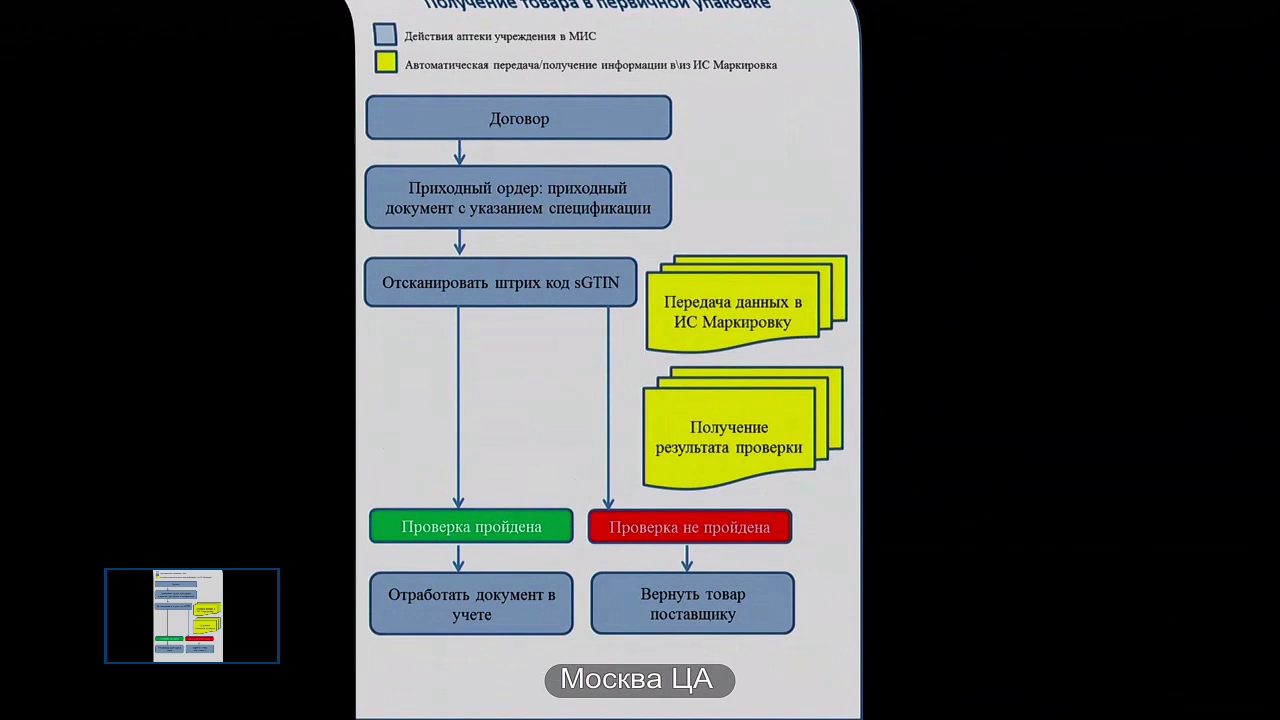 Получение товара в первичной упаковке
Действия аптеки учреждения в МИС
Автоматическая передача/получение информации в\из ИС Маркировка
Договор
Приходный ордер: приходный
документ с указанием спецификации
Отсканировать штрих код sGTIN
Передача данных в
ИС Маркировку
Получение
результата проверки
Проверка пройдена
Проверка не пройдена
Отработать документ в
учете
Вернуть товар
поставщику
Москва ЦА